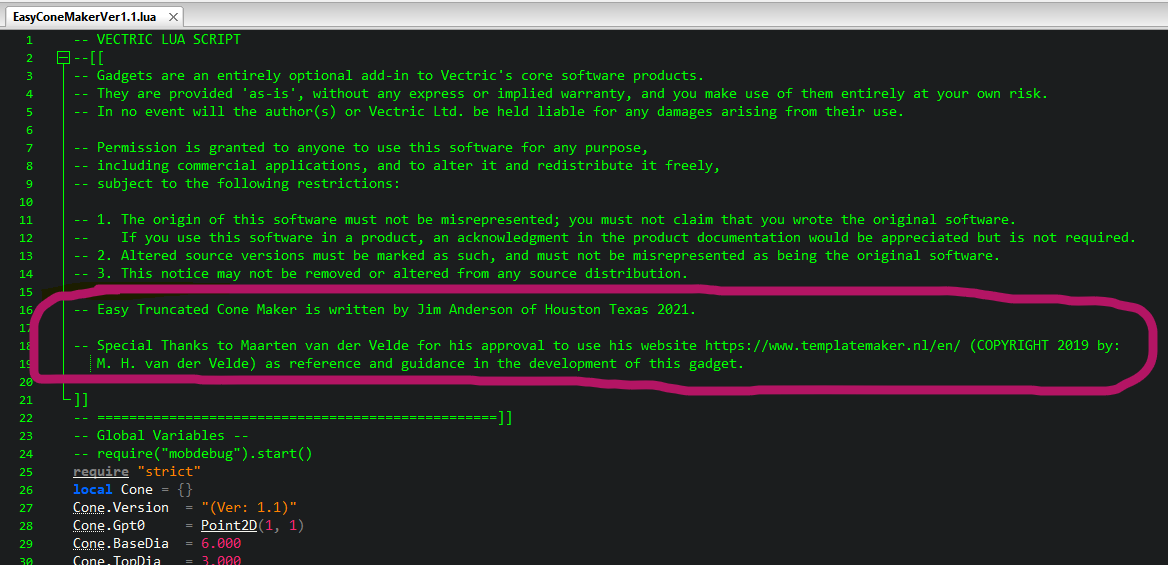 EasyConeMakerVer1.1.lua ×
1 -- VECTRIC LUA SCRIPT
2 --[[
3 -- Gadgets are an entirely optional add-in to Vectric's core software products.
4 -- They are provided 'as-is', without any express or implied warranty, and you make use of them entirely at your own risk.
5 -- In no event will the author(s) or Vectric Ltd. be held liable for any damages arising from their use.
6
7 -- Permission is granted to anyone to use this software for any purpose,
8 -- including commercial applications, and to alter it and redistribute it freely,
9 -- subject to the following restrictions:
10
11 -- 1. The origin of this software must not be misrepresented; you must not claim that you wrote the original software.
12 --    If you use this software in a product, an acknowledgment in the product documentation would be appreciated but is not required.
13 -- 2. Altered source versions must be marked as such, and must not be misrepresented as being the original software.
14 -- 3. This notice may not be removed or altered from any source distribution.
15
16 -- Easy Truncated Cone Maker is written by Jim Anderson of Houston Texas 2021.
17
18 -- Special Thanks to Maarten van der Velde for his approval to use his website https://www.templatemaker.nl/en/ (COPYRIGHT 2019 by:
19 M. H. van der Velde) as reference and guidance in the development of this gadget.
20
21 ]]
22 -- ==================================================]]
23 -- Global Variables --
24 -- require("mobdebug").start()
25 require "strict"
26 local Cone = {}
27 Cone.Version = "(Ver: 1.1)"
28 Cone.Gpt0 = Point2D(1, 1)
29 Cone.BaseDia = 6.000
30 Cone.TopDia = 3.000